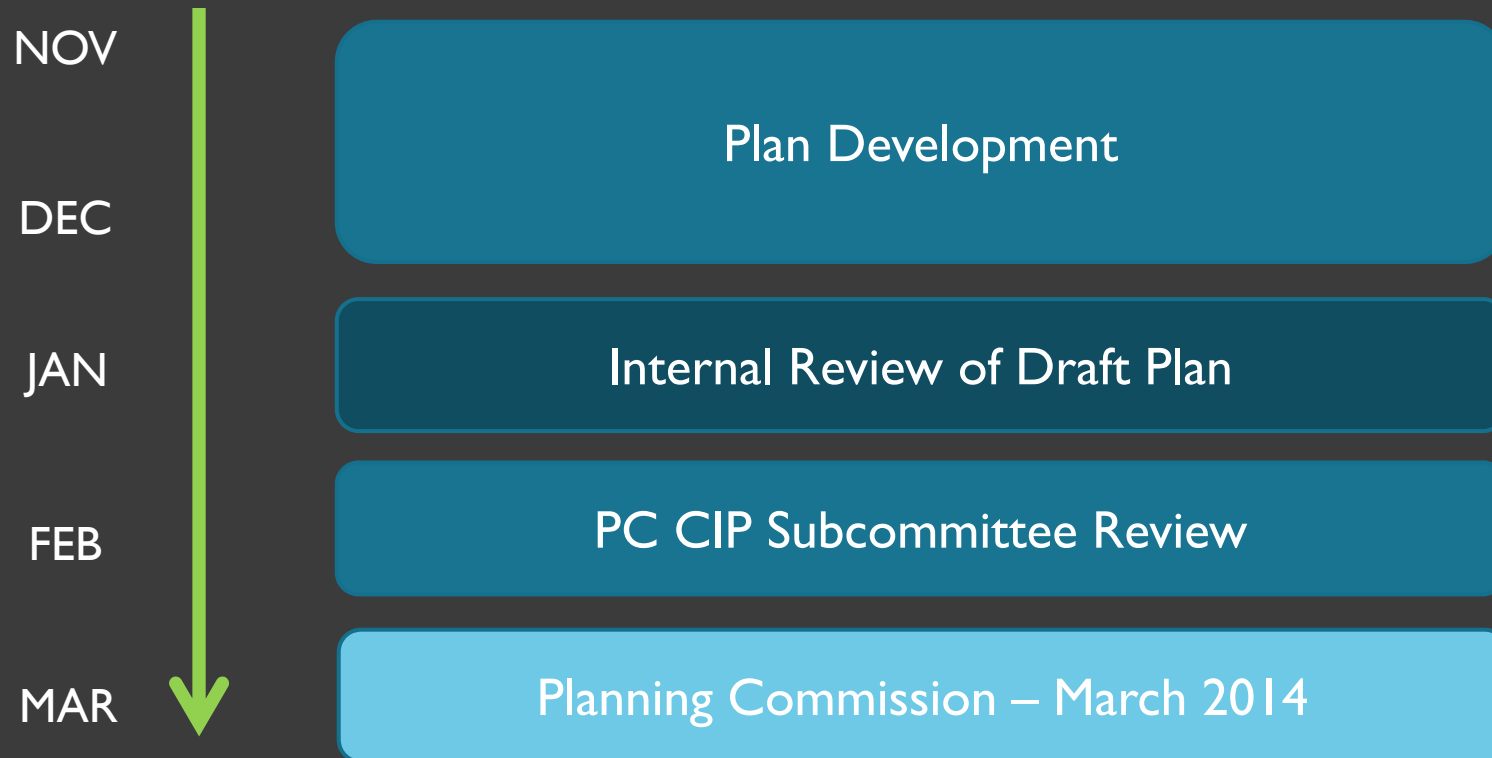 NOV
Plan Development
DEC
JAN
Internal Review of Draft Plan
FEB
PC CIP Subcommittee Review
MAR
Planning Commission – March 2014